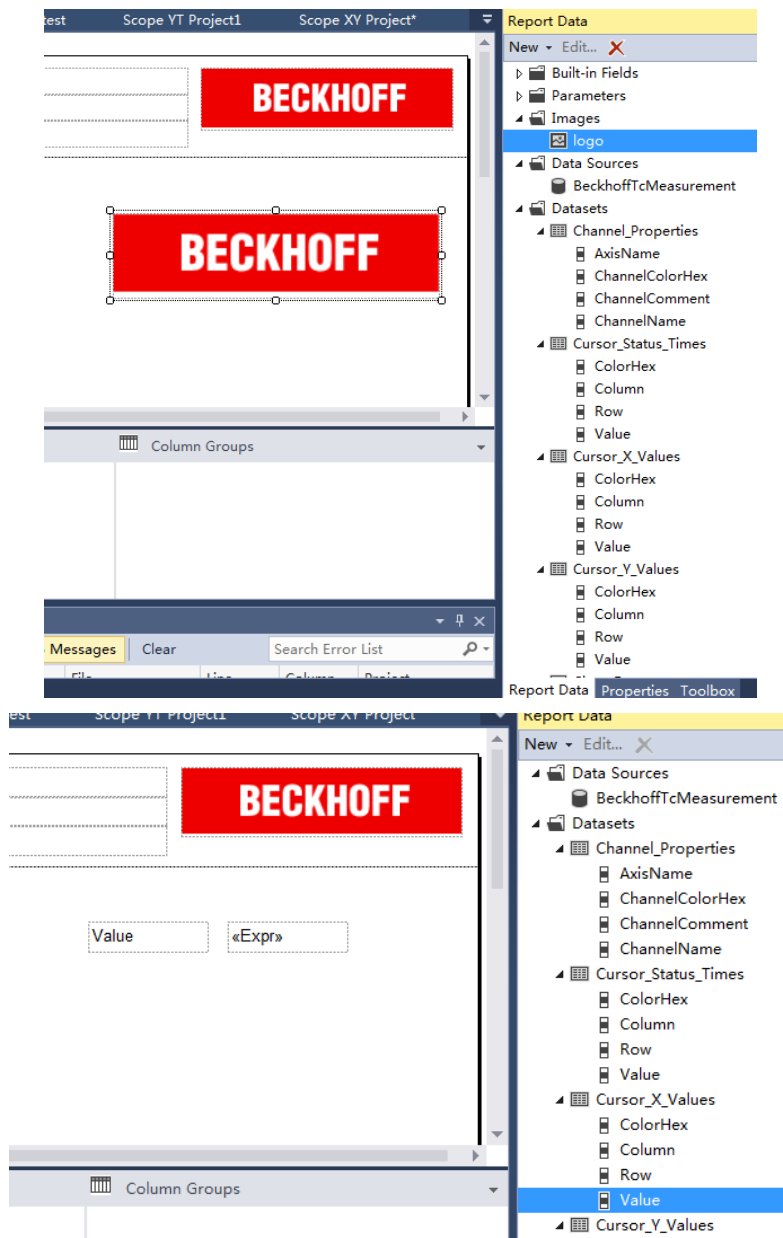 test Scope YT Project1 Scope XY Project*
BECKHOFF
BECKHOFF
Column Groups
Messages Clear Search Error List
File Line Column Project
Report Data
New Edit...
Built-in Fields
Parameters
Images
logo
Data Sources
BeckhoffTcMeasurement
Datasets
Channel_Properties
AxisName
ChannelColorHex
ChannelComment
ChannelName
Cursor_Status_Times
ColorHex
Column
Row
Value
Cursor_X_Values
ColorHex
Column
Row
Value
Cursor_Y_Values
ColorHex
Column
Row
Value
Report Data Properties Toolbox
est Scope YT Project1 Scope XY Project
BECKHOFF
Value «Expr»
Column Groups
Report Data
New Edit...
Data Sources
BeckhoffTcMeasurement
Datasets
Channel_Properties
AxisName
ChannelColorHex
ChannelComment
ChannelName
Cursor_Status_Times
ColorHex
Column
Row
Value
Cursor_X_Values
ColorHex
Column
Row
Value
Cursor_Y_Values